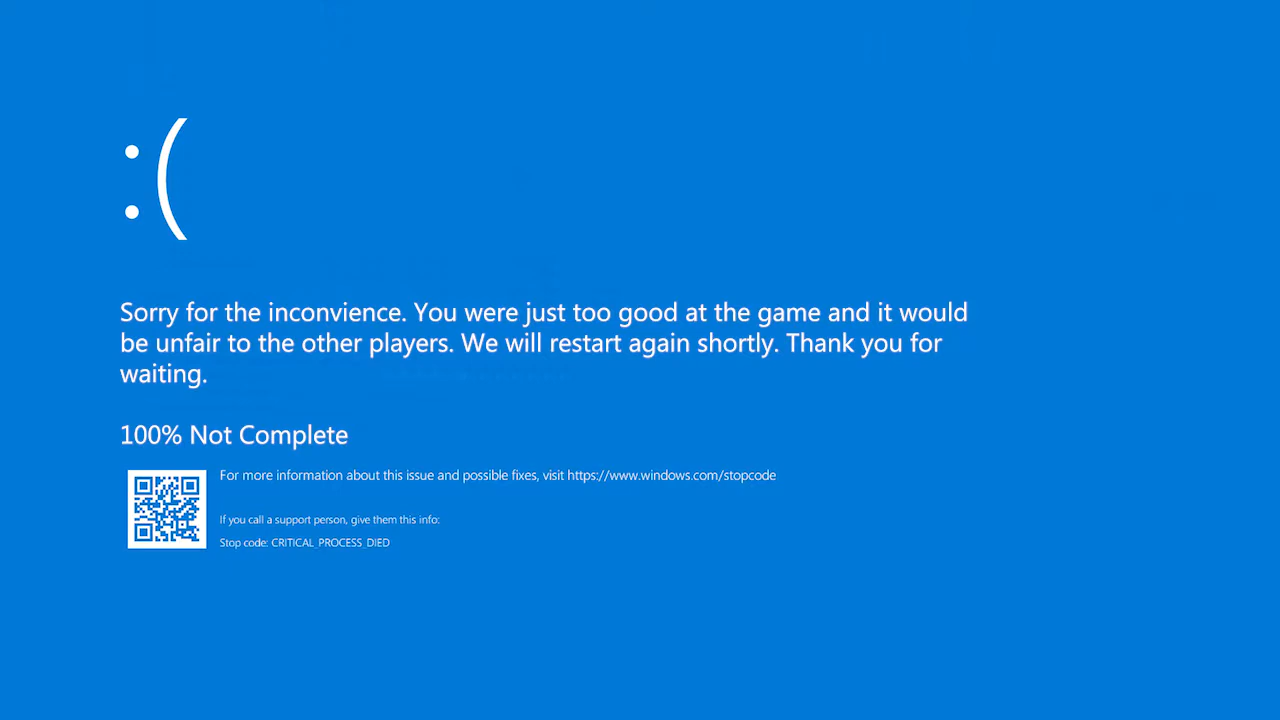 :(
Sorry for the inconvience. You were just too good at the game and it would
be unfair to the other players. We will restart again shortly. Thank you for
waiting.
100% Not Complete
For more information about this issue and possible fixes, visit https://www.windows.com/stopcode
If you call a support person, give them this info:
Stop code: CRITICAL_PROCESS_DIED